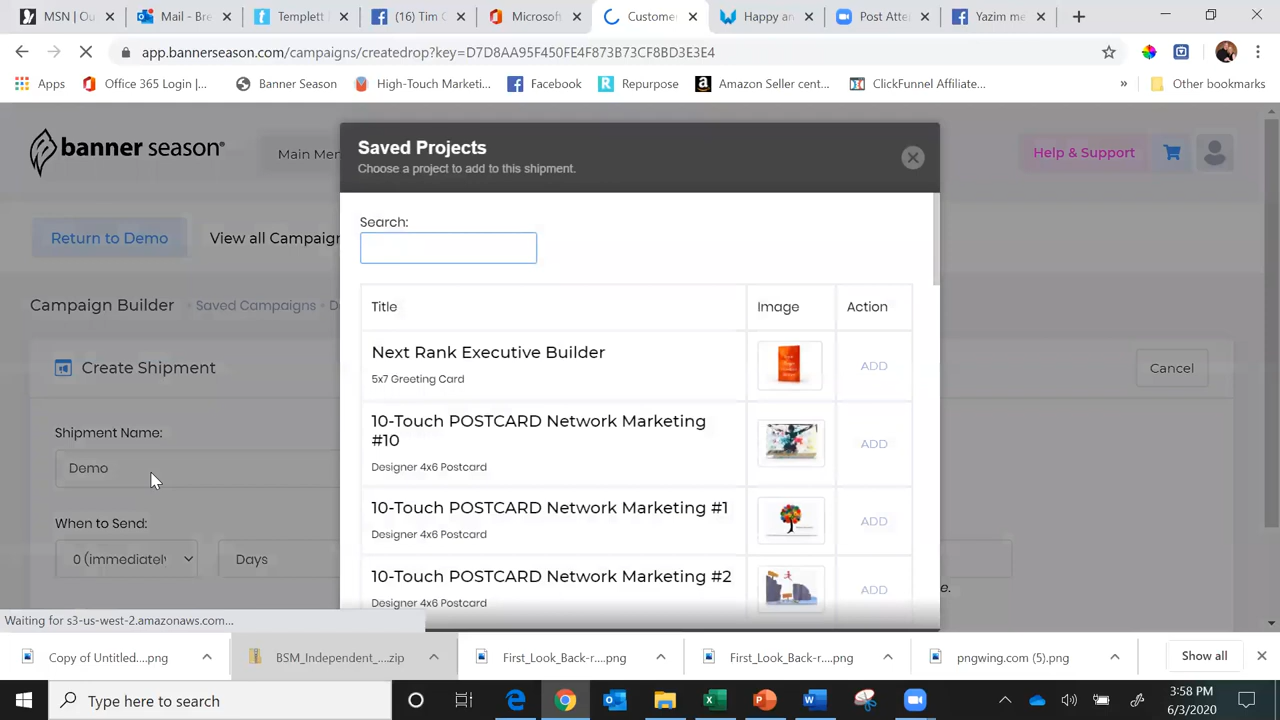 MSN | Ou
Mail - Bre
Templett
(16) Tim C
Microsof
Custome
Happy an
Post Atte
Yazim me
app.bannerseason.com/campaigns/createdrop?key=D7D8AA95F450FE4F873B73CF8BD3E3E4
Apps
Office 365 Login |...
Banner Season
High-Touch Marketi...
Facebook
Repurpose
Amazon Seller cent...
ClickFunnel Affiliate...
»
Other bookmarks
banner season
Main Men
Help & Support
Return to Demo
View all Campaign
Campaign Builder
Saved Campaigns
Create Shipment
Cancel
Shipment Name:
Demo
When to Send:
0 (immediately
Days
e.
Saved Projects
Choose a project to add to this shipment.
Search:
Title
Image
Action
Next Rank Executive Builder
5x7 Greeting Card
ADD
10-Touch POSTCARD Network Marketing
#10
Designer 4x6 Postcard
ADD
10-Touch POSTCARD Network Marketing #1
Designer 4x6 Postcard
ADD
10-Touch POSTCARD Network Marketing #2
Designer 4x6 Postcard
ADD
Waiting for s3-us-west-2.amazonaws.com...
Copy of Untitled....png
BSM_Independent_....zip
First_Look_Back-r....png
First_Look_Back-r....png
pngwing.com (5).png
Show all
Type here to search
3:58 PM
6/3/2020